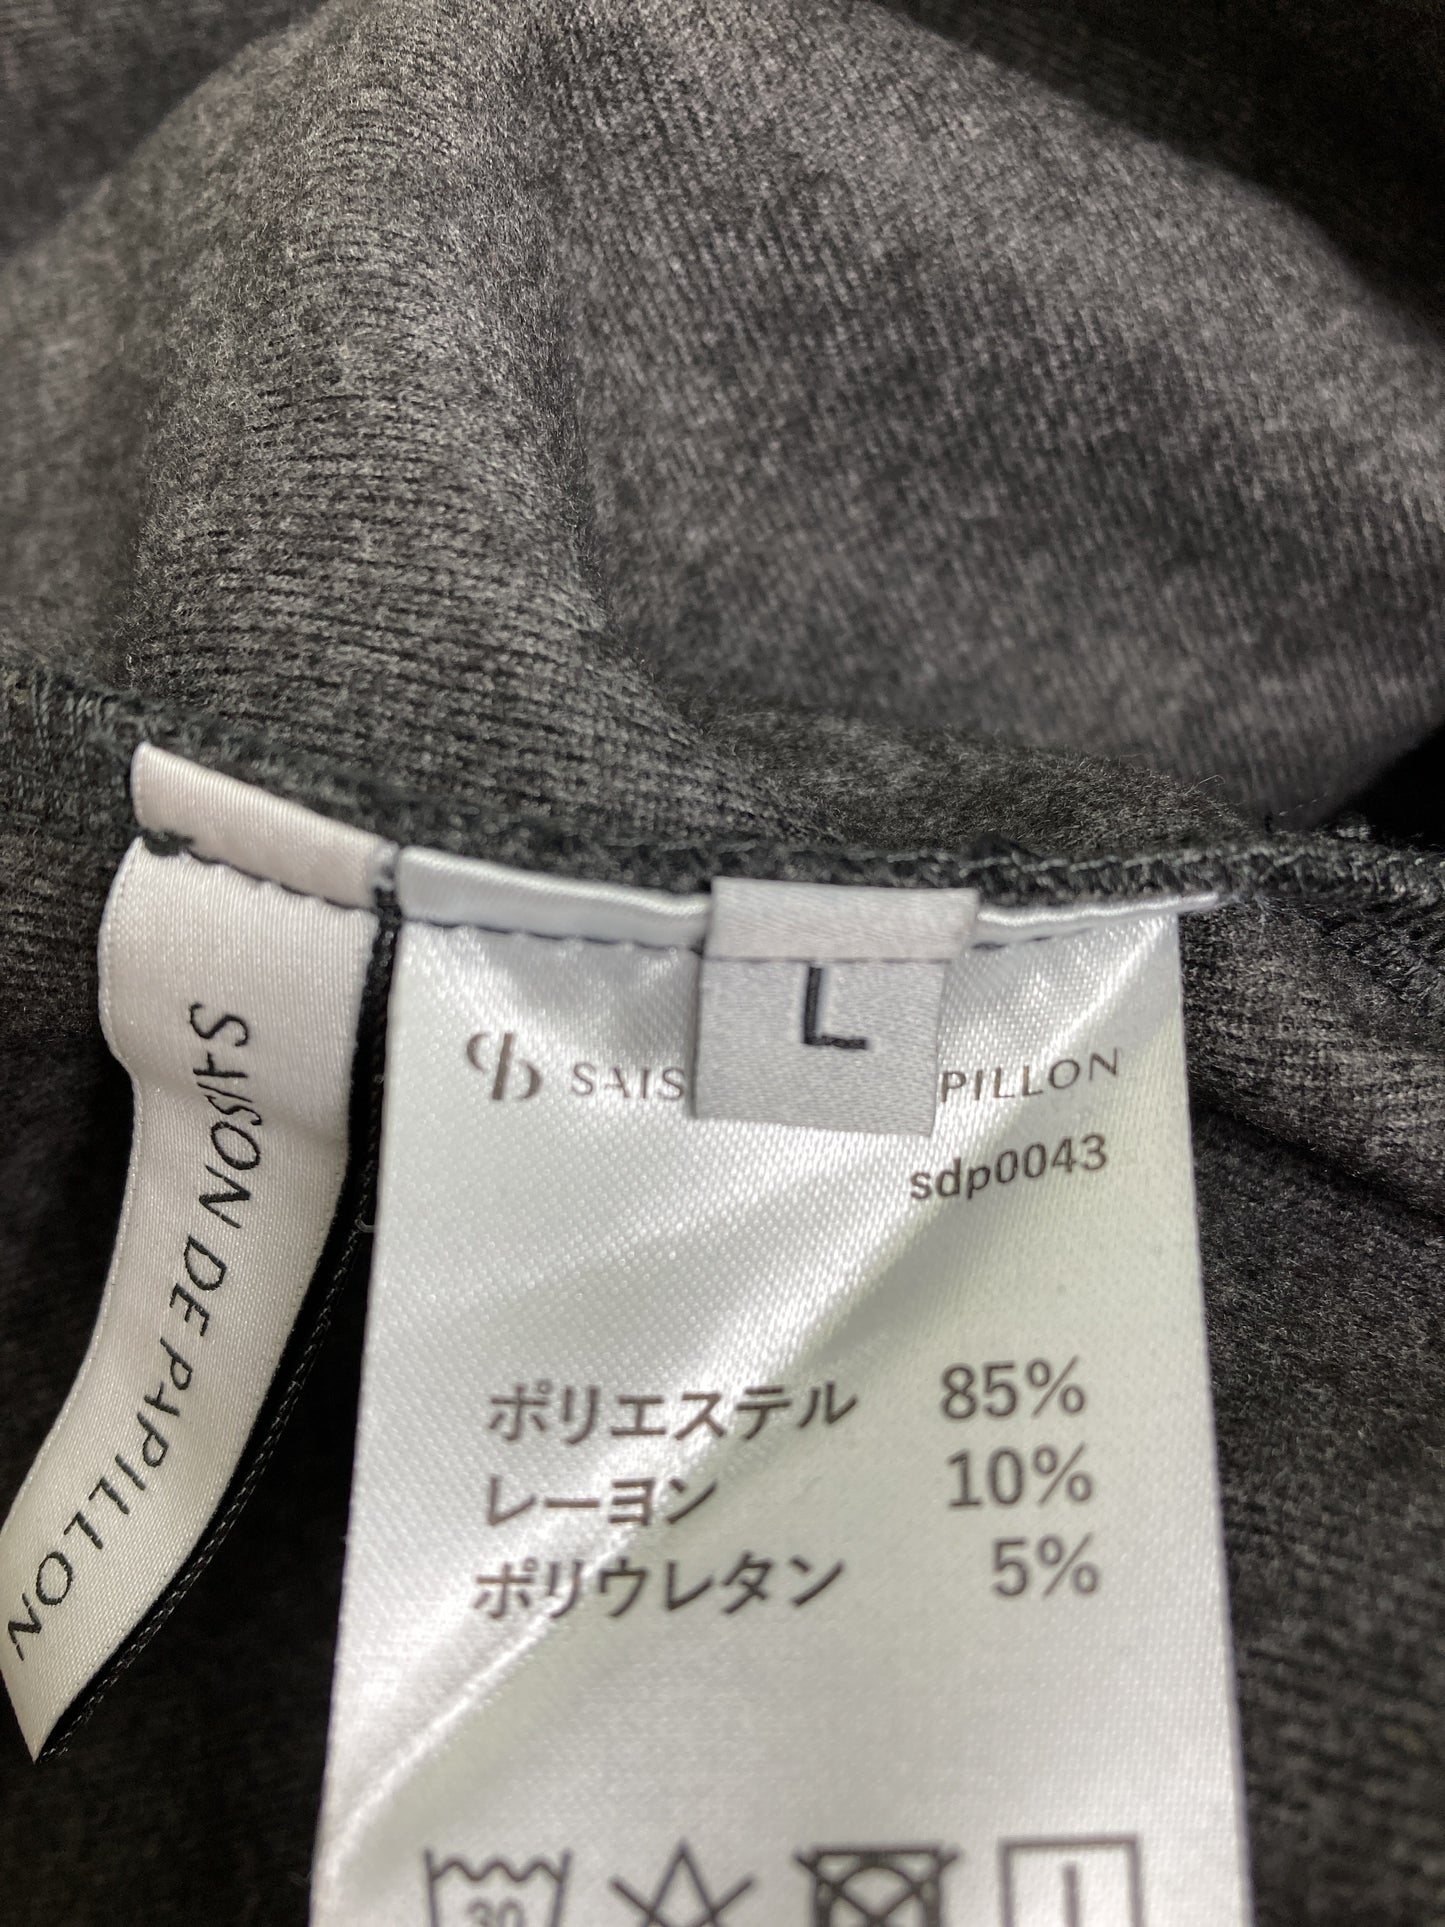 SAISON DE PAPILLON
L
SAIS PILLON
sdp0043
ポリエステル 85%
レーヨン 10%
ポリウレタン 5%
30